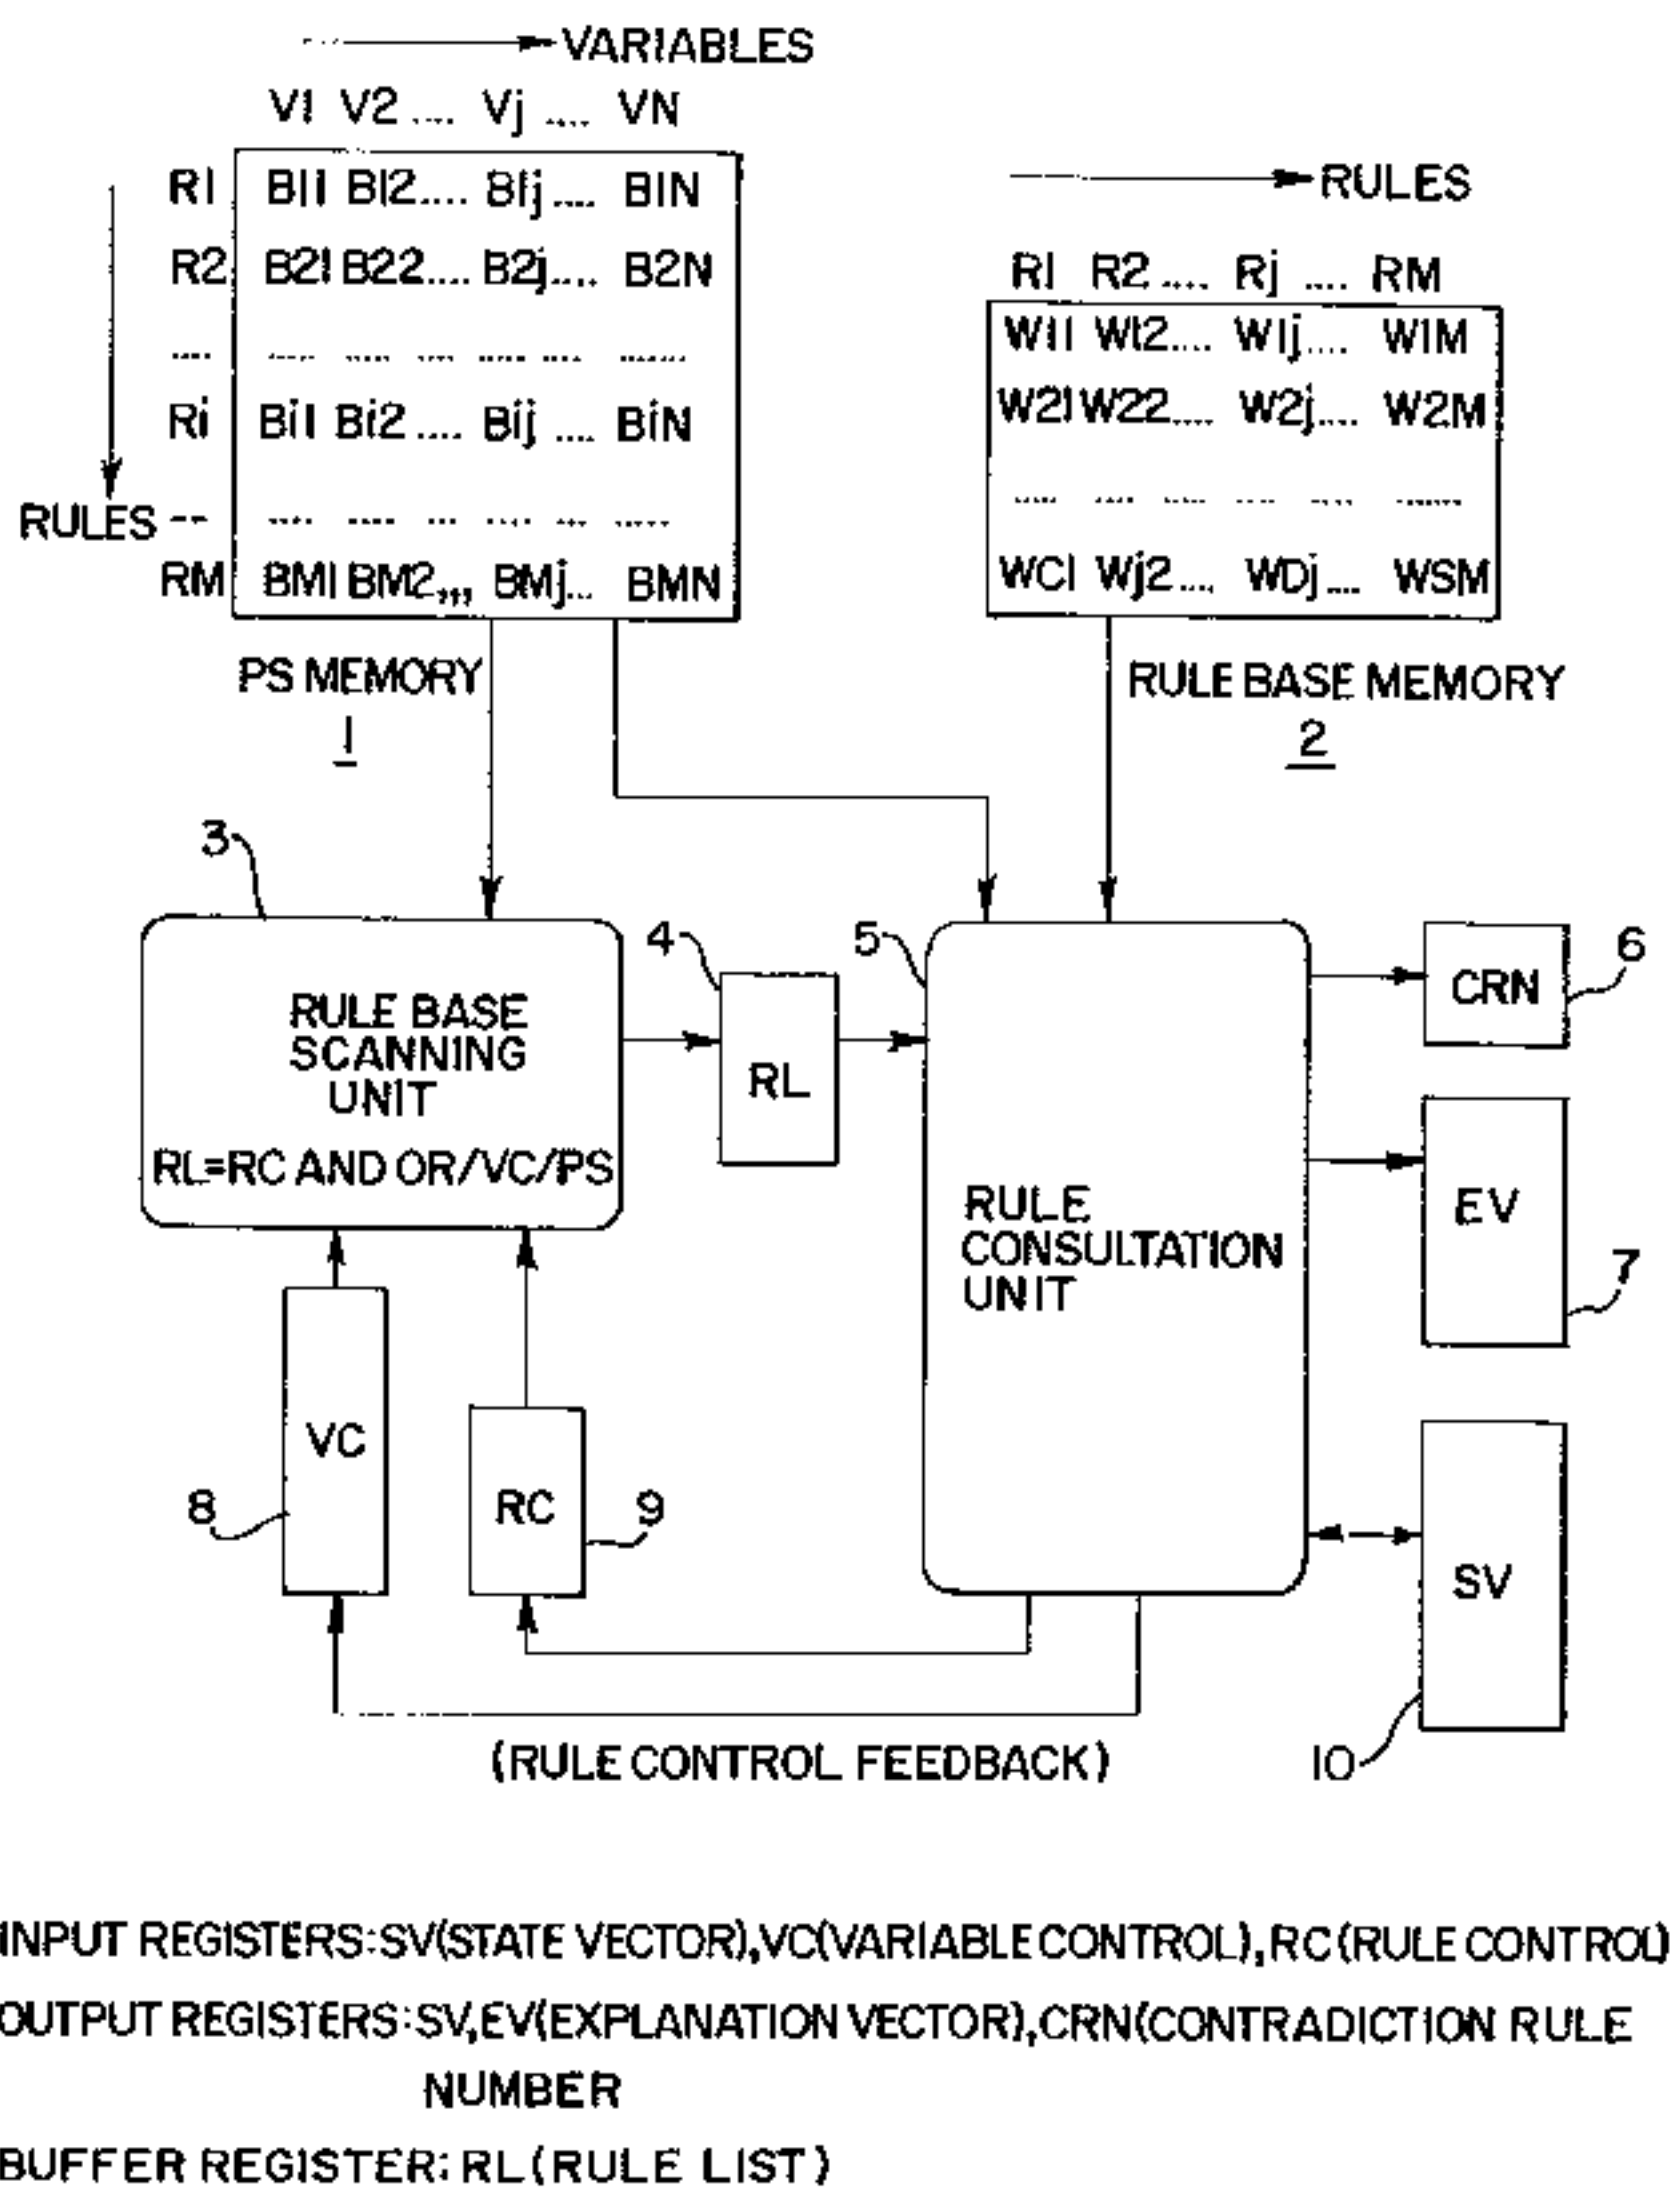 VARIABLES
V1 V2 .... Vj .... VN
R1 B11 B12.... B1j.... B1N
R2 B21 B22.... B2j.... B2N
.... .... .... .... .... .... ......
Ri Bi1 Bi2 .... Bij .... BiN
RULES -- .... .... ... .... ... .....
RM BM1 BM2,,,, BMj... BMN
RULES
R1 R2 .... Rj .... RM
W11 W12.... W1j.... W1M
W21 W22.... W2j.... W2M
.... .... .... .... .... ......
WC1 Wj2..., WDj.... WSM
PS MEMORY
1
RULE BASE MEMORY
2
3
RULE BASE
SCANNING
UNIT
RL=RC AND OR/VC/PS
4
RL
5
RULE
CONSULTATION
UNIT
CRN
6
EV
7
VC
8
RC
9
SV
10
(RULE CONTROL FEEDBACK)
INPUT REGISTERS:SV(STATE VECTOR),VC(VARIABLE CONTROL),RC(RULE CONTROL)
OUTPUT REGISTERS:SV,EV(EXPLANATION VECTOR),CRN(CONTRADICTION RULE
NUMBER
BUFFER REGISTER: RL(RULE LIST)